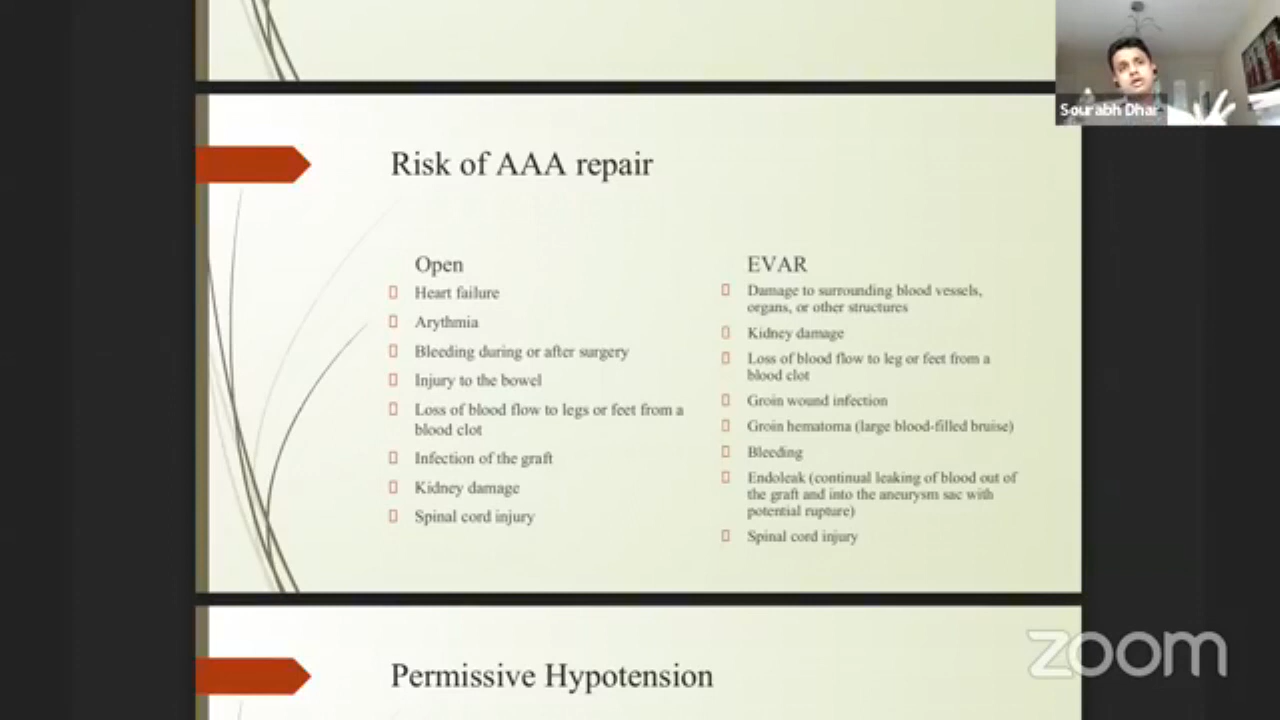 Sourabh Dhar
Risk of AAA repair
Open
Heart failure
Arythmia
Bleeding during or after surgery
Injury to the bowel
Loss of blood flow to legs or feet from a
blood clot
Infection of the graft
Kidney damage
Spinal cord injury
EVAR
Damage to surrounding blood vessels,
organs, or other structures
Kidney damage
Loss of blood flow to leg or feet from a
blood clot
Groin wound infection
Groin hematoma (large blood-filled bruise)
Bleeding
Endoleak (continual leaking of blood out of
the graft and into the aneurysm sac with
potential rupture)
Spinal cord injury
Permissive Hypotension
zoom